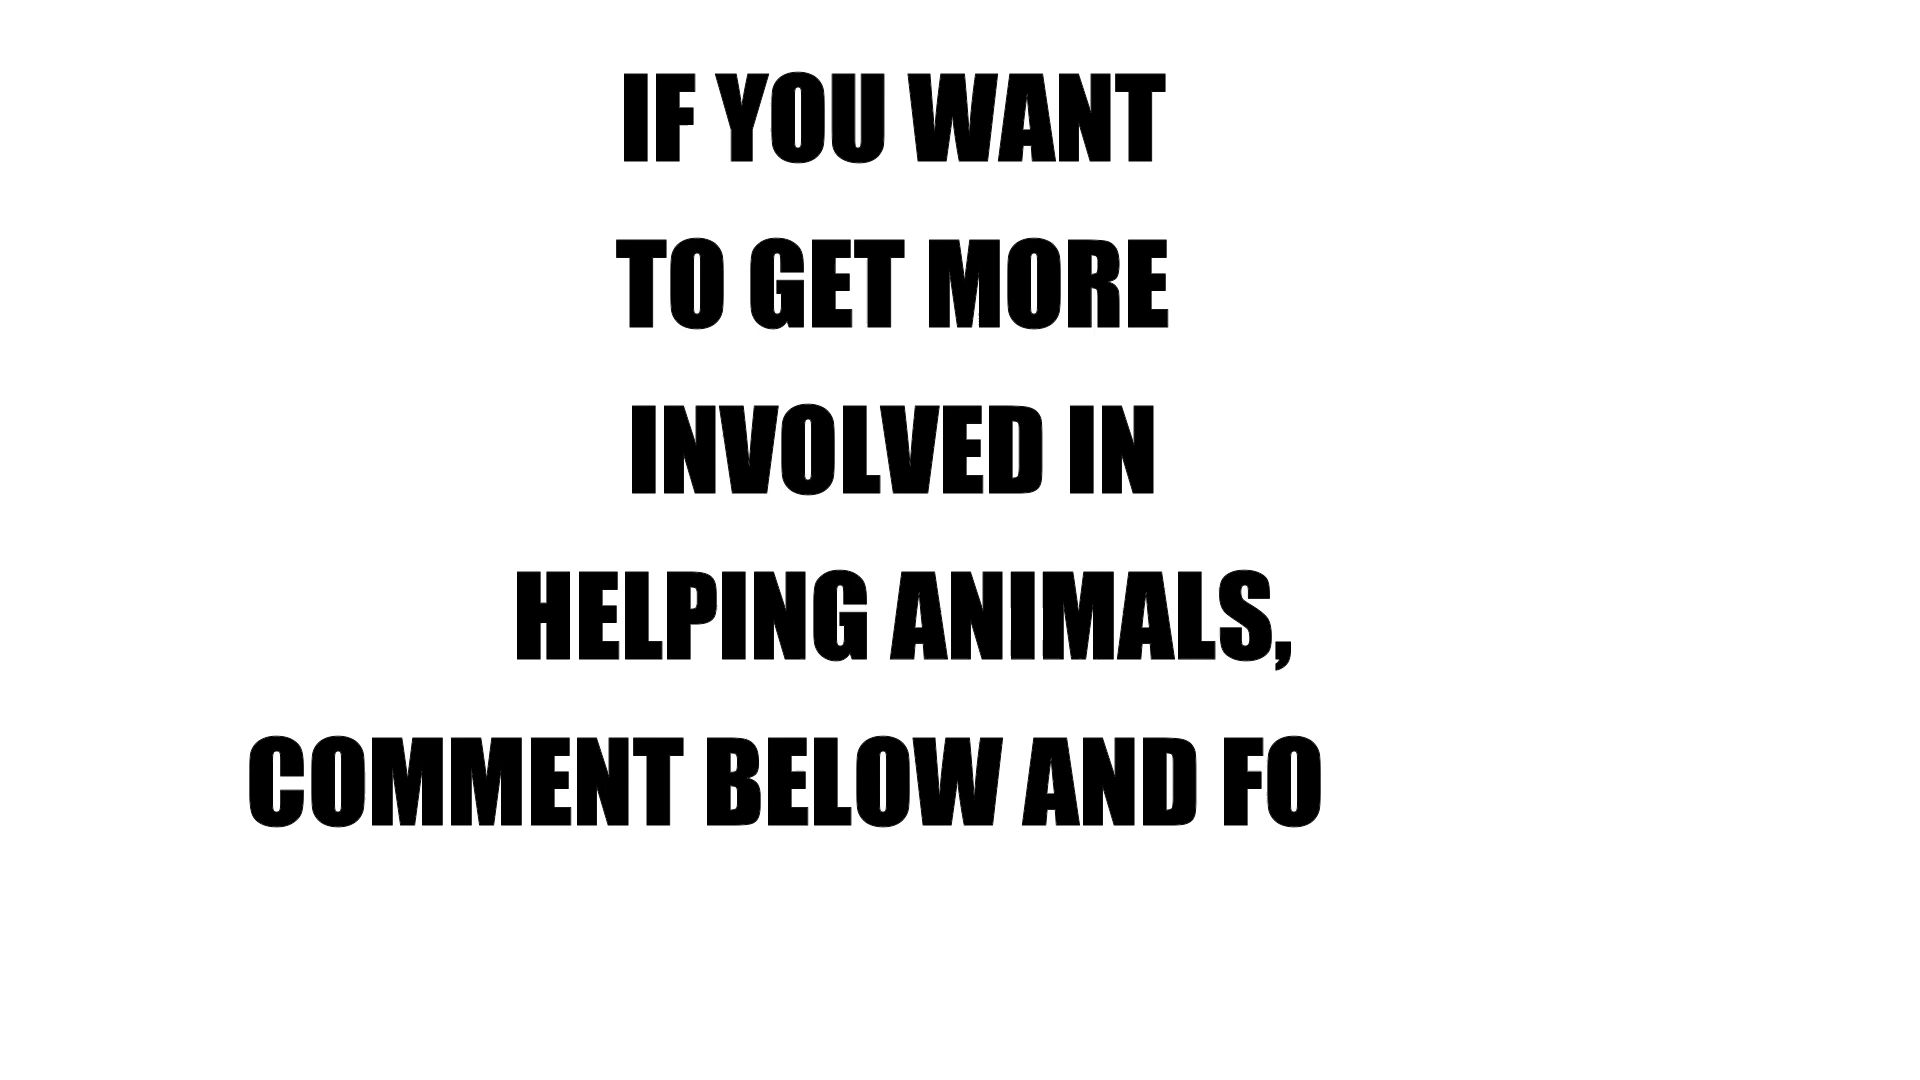 IF YOU WANT
TO GET MORE
INVOLVED IN
HELPING ANIMALS,
COMMENT BELOW AND FO